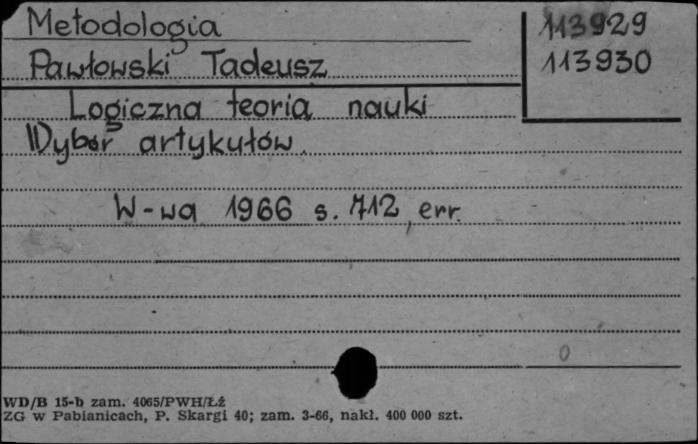 Metodologia
113929
Pawłowski Tadeusz
113930
Logiczna teoria nauki
Wybór artykułów
W-wa 1966 s. 712, err.
0
WD/B 15-b zam. 4065/PWH/Łź
ZG w Pabianicach, P. Skargi 40; zam. 3-66, nakł. 400 000 szt.